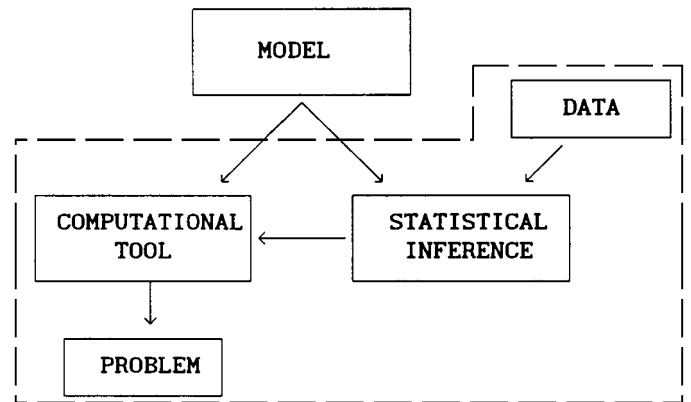 MODEL
DATA
COMPUTATIONAL
TOOL
STATISTICAL
INFERENCE
PROBLEM